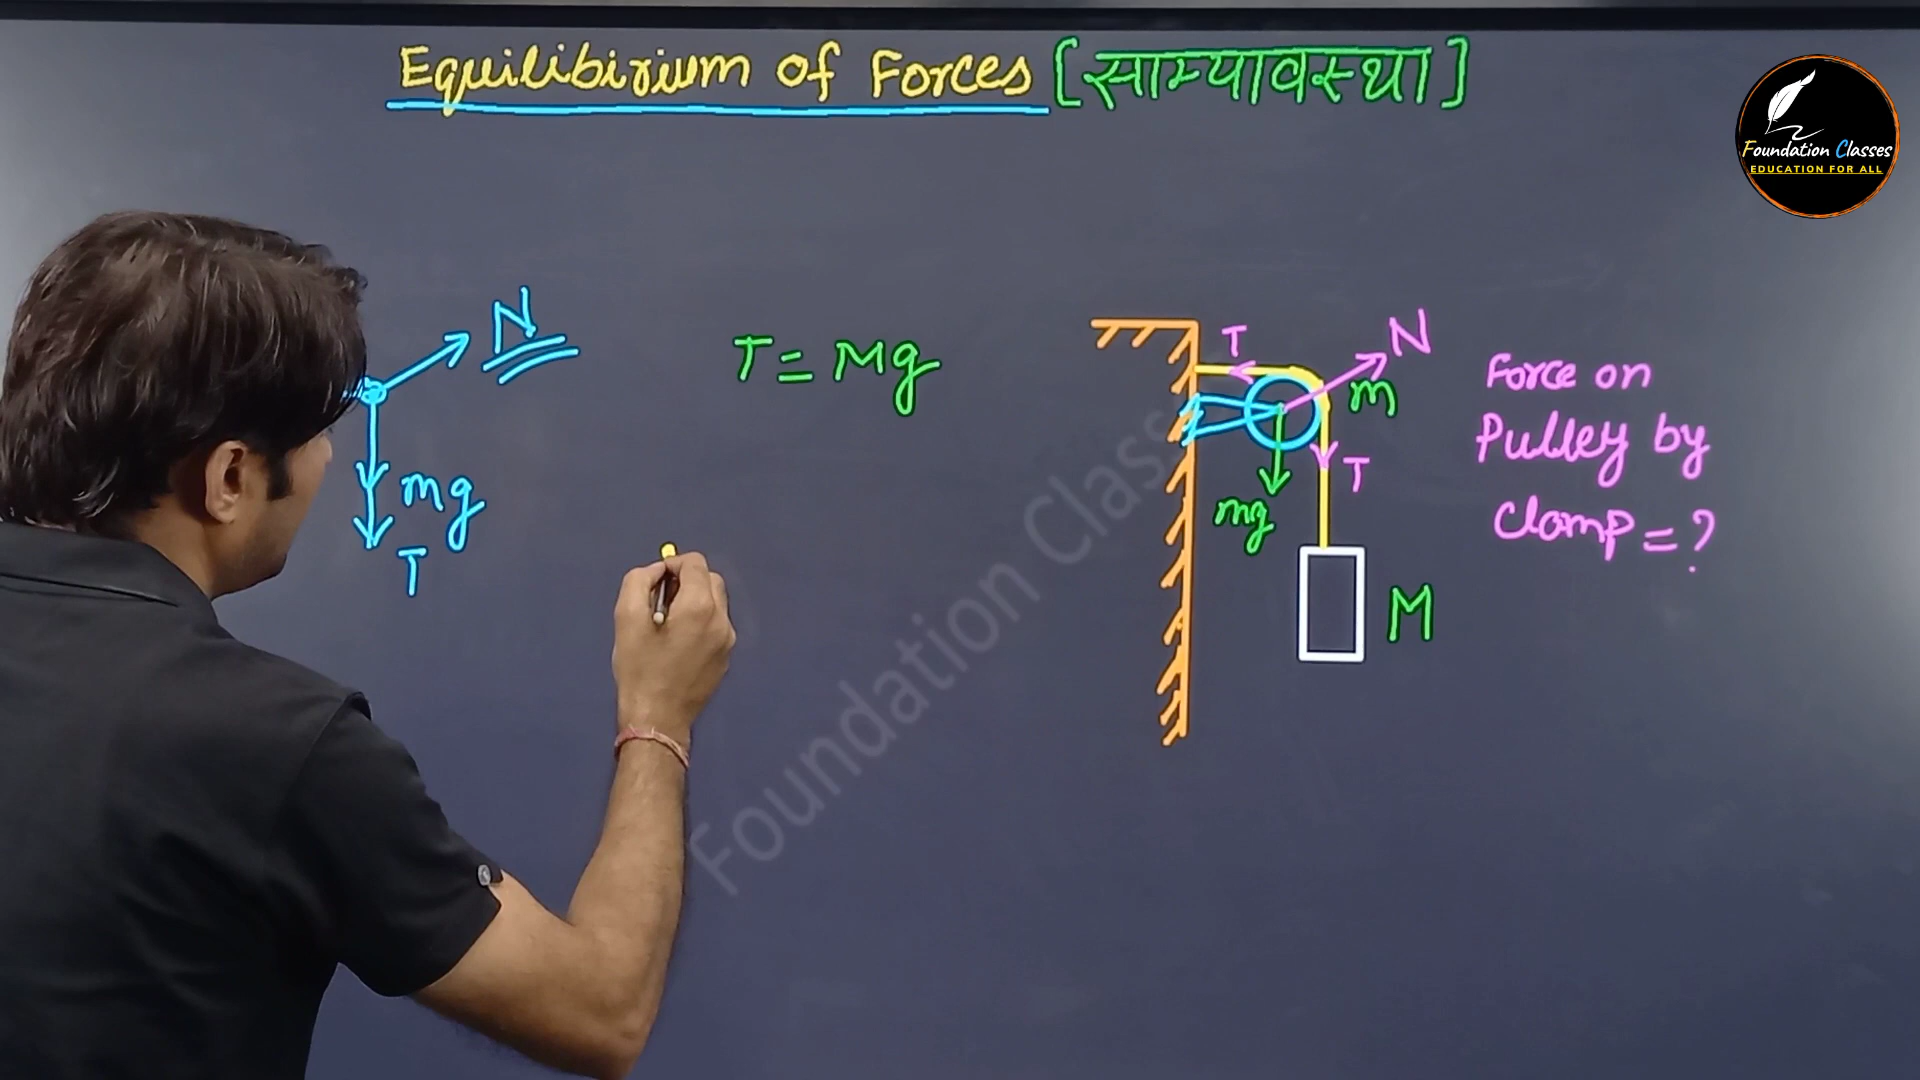 Equilibirium of Forces [साम्यावस्था]
Foundation Classes
EDUCATION FOR ALL
N
mg
T
T = Mg
T
N
m
T
mg
M
Force on
Pulley by
Clamp = ?
Foundation Classes